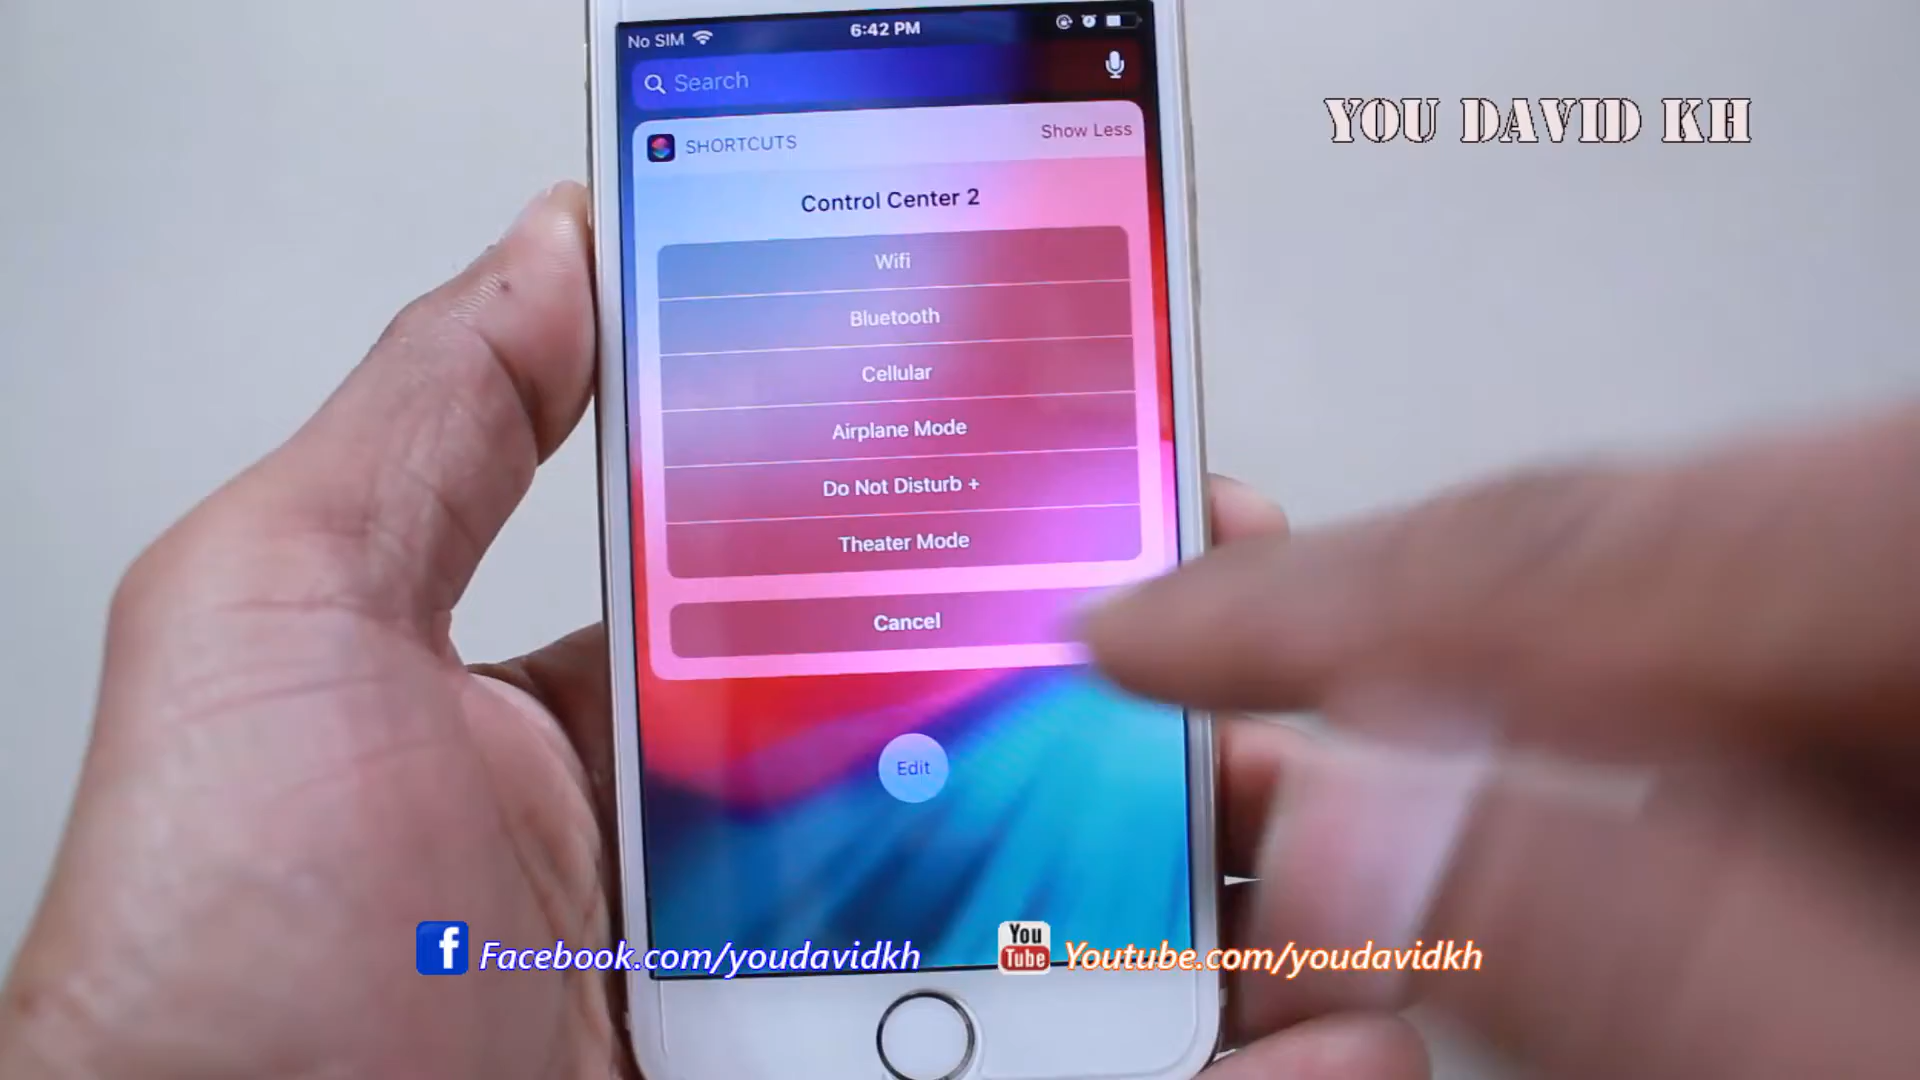 No SIM
6:42 PM
Search
YOU DAVID KH
SHORTCUTS
Show Less
Control Center 2
Wifi
Bluetooth
Cellular
Airplane Mode
Do Not Disturb +
Theater Mode
Cancel
Edit
f Facebook.com/youdavidkh
You
Tube
Youtube.com/youdavidkh